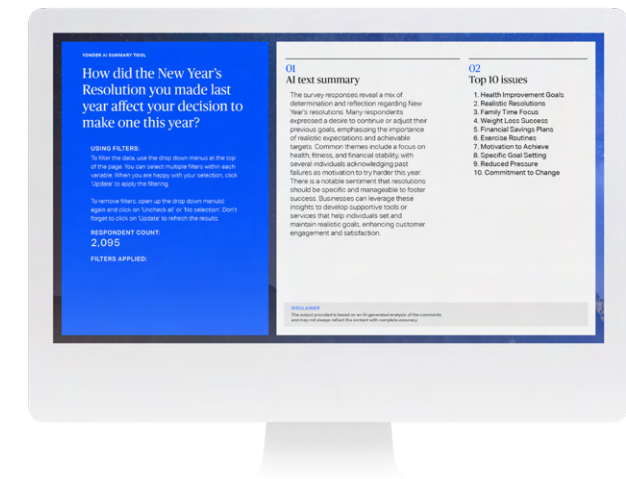 YONDER AI SUMMARY TOOL
How did the New Year's
Resolution you made last
year affect your decision to
make one this year?
USING FILTERS:
To filter the data, use the drop down menus at the top
of the page. You can select multiple filters within each
variable. When you are happy with your selection, click
'Update' to apply the filtering.
To remove filters, open up the drop down menu(s)
again and click on 'Uncheck all' or 'No selection'. Don't
forget to click on 'Update' to refresh the results.
RESPONDENT COUNT:
2,095
FILTERS APPLIED:
01
AI text summary
The survey responses reveal a mix of
determination and reflection regarding New
Year's resolutions. Many respondents
expressed a desire to continue or adjust their
previous goals, emphasizing the importance
of realistic expectations and achievable
targets. Common themes include a focus on
health, fitness, and financial stability, with
several individuals acknowledging past
failures as motivation to try harder this year.
There is a notable sentiment that resolutions
should be specific and manageable to foster
success. Businesses can leverage these
insights to develop supportive tools or
services that help individuals set and
maintain realistic goals, enhancing customer
engagement and satisfaction.
02
Top 10 issues
1. Health Improvement Goals
2. Realistic Resolutions
3. Family Time Focus
4. Weight Loss Success
5. Financial Savings Plans
6. Exercise Routines
7. Motivation to Achieve
8. Specific Goal Setting
9. Reduced Pressure
10. Commitment to Change
DISCLAIMER
The output provided is based on an AI-generated analysis of the comments
and may not always reflect the content with complete accuracy.